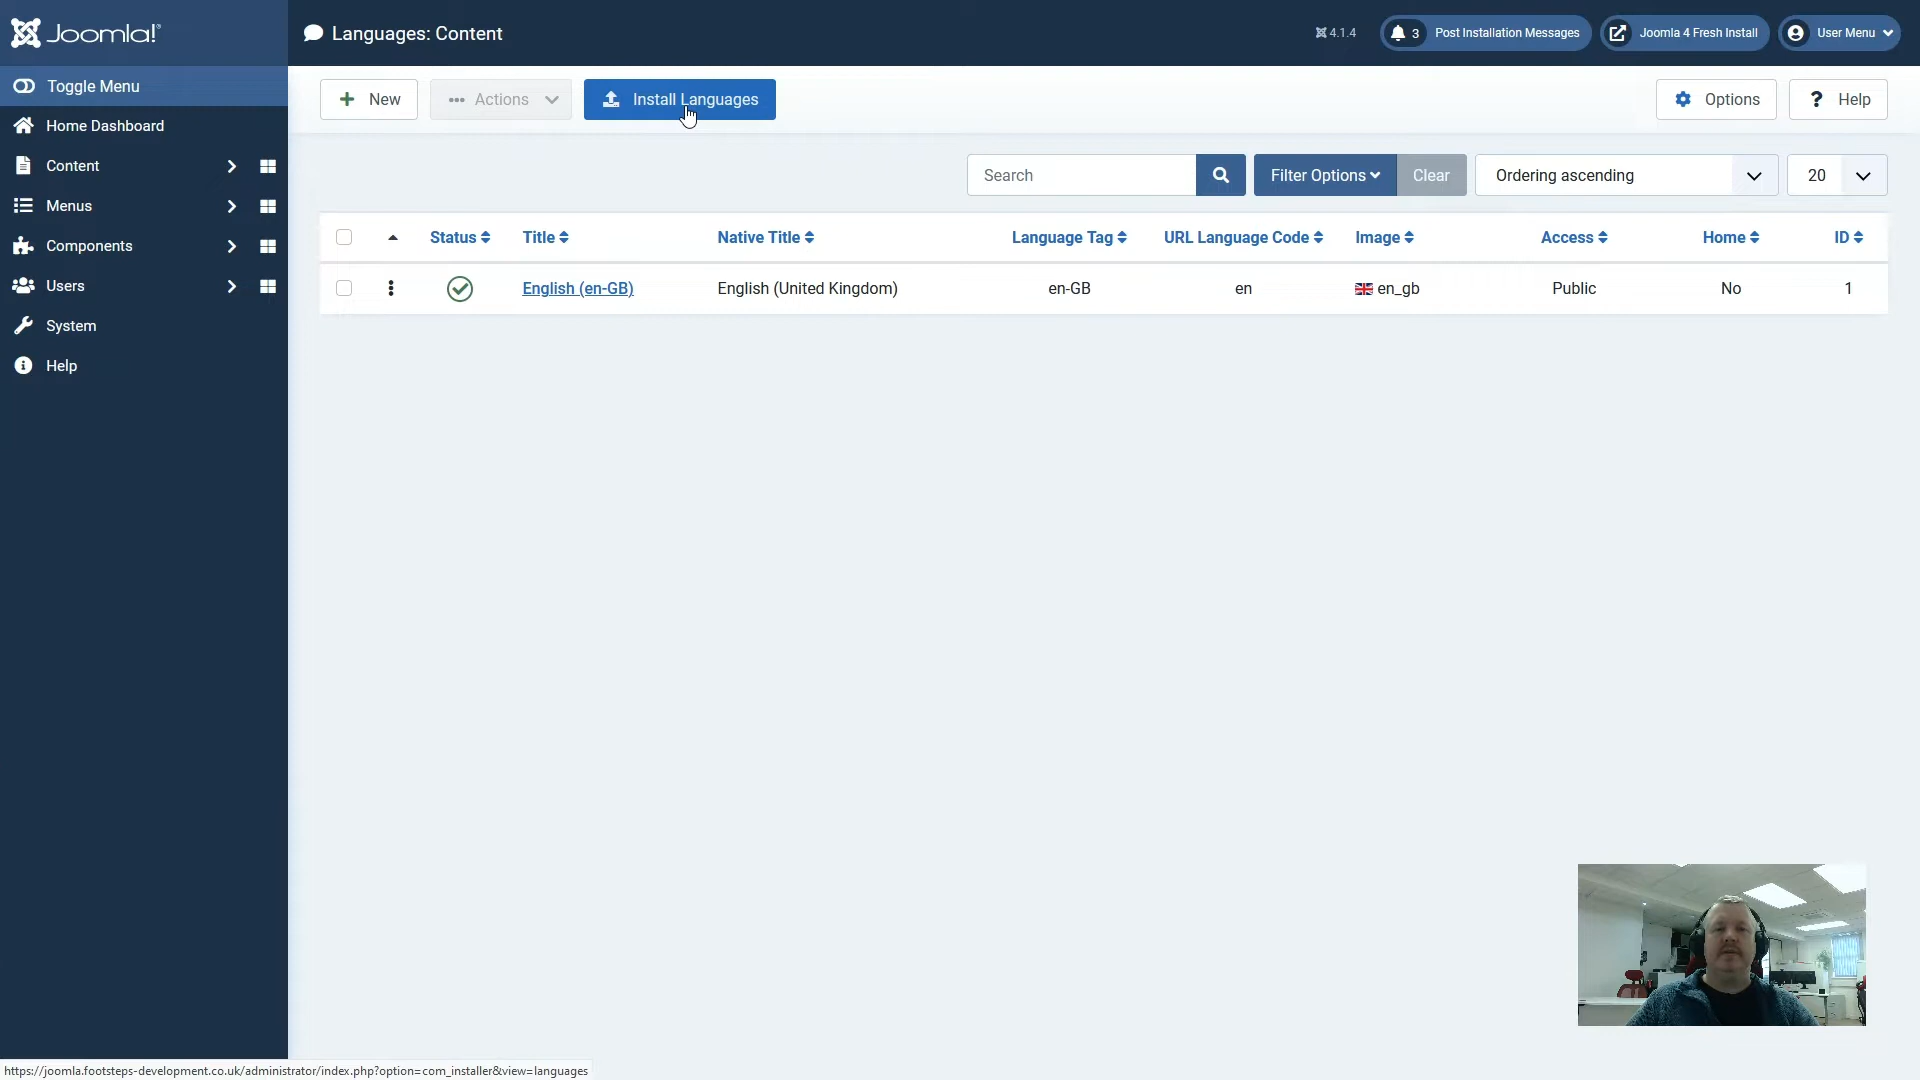 Joomla!
Languages: Content
4.1.4
3 Post Installation Messages
Joomla 4 Fresh Install
User Menu
Toggle Menu
Home Dashboard
Content
Menus
Components
Users
System
Help
New
Actions
Install Languages
Options
? Help
Search
Filter Options
Clear
Ordering ascending
20
Status
Title
Native Title
Language Tag
URL Language Code
Image
Access
Home
ID
English (en-GB)
English (United Kingdom)
en-GB
en
en_gb
Public
No
1
https://joomla.footsteps-development.co.uk/administrator/index.php?option=com_installer&view=languages